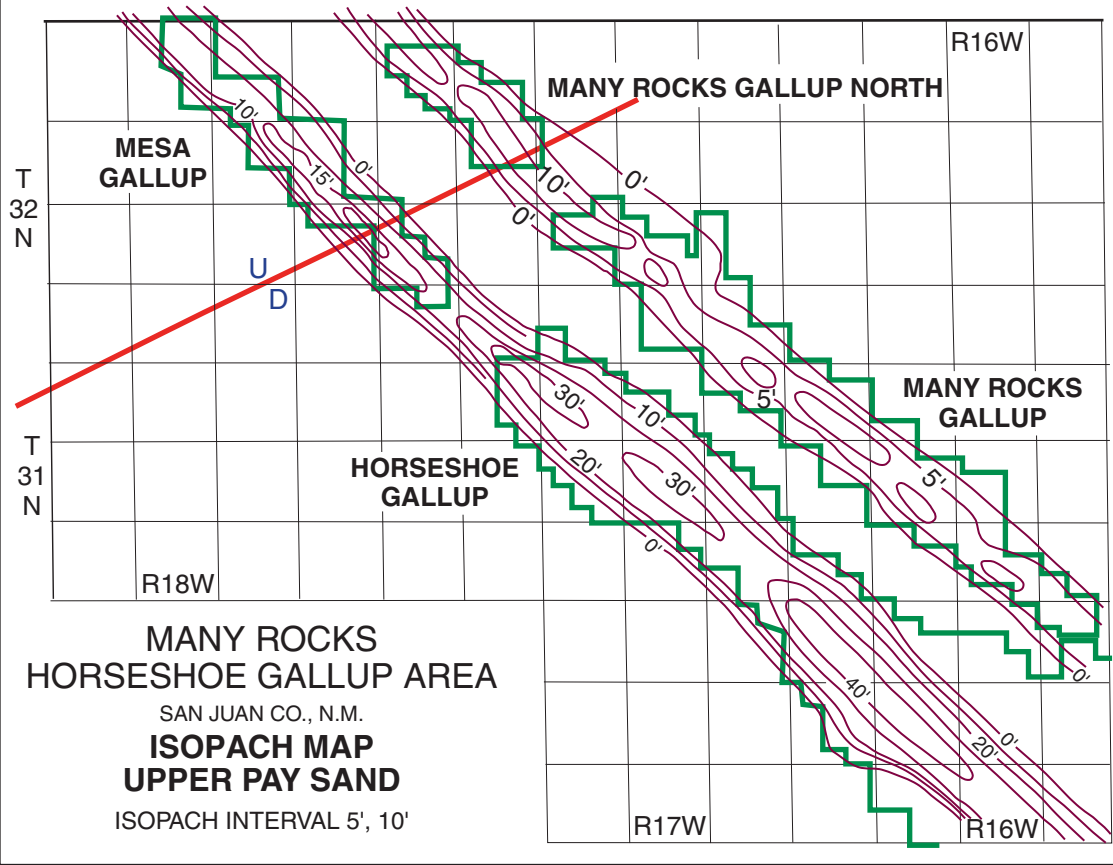 R16W
MANY ROCKS GALLUP NORTH
10'
MESA
GALLUP
15'
0'
T
32
N
10'
0'
0'
U
D
30'
10'
5'
MANY ROCKS
GALLUP
T
31
N
HORSESHOE
GALLUP
20'
30'
5'
0'
R18W
MANY ROCKS
HORSESHOE GALLUP AREA
SAN JUAN CO., N.M.
ISOPACH MAP
UPPER PAY SAND
ISOPACH INTERVAL 5', 10'
0'
40'
20'
0'
R17W
R16W